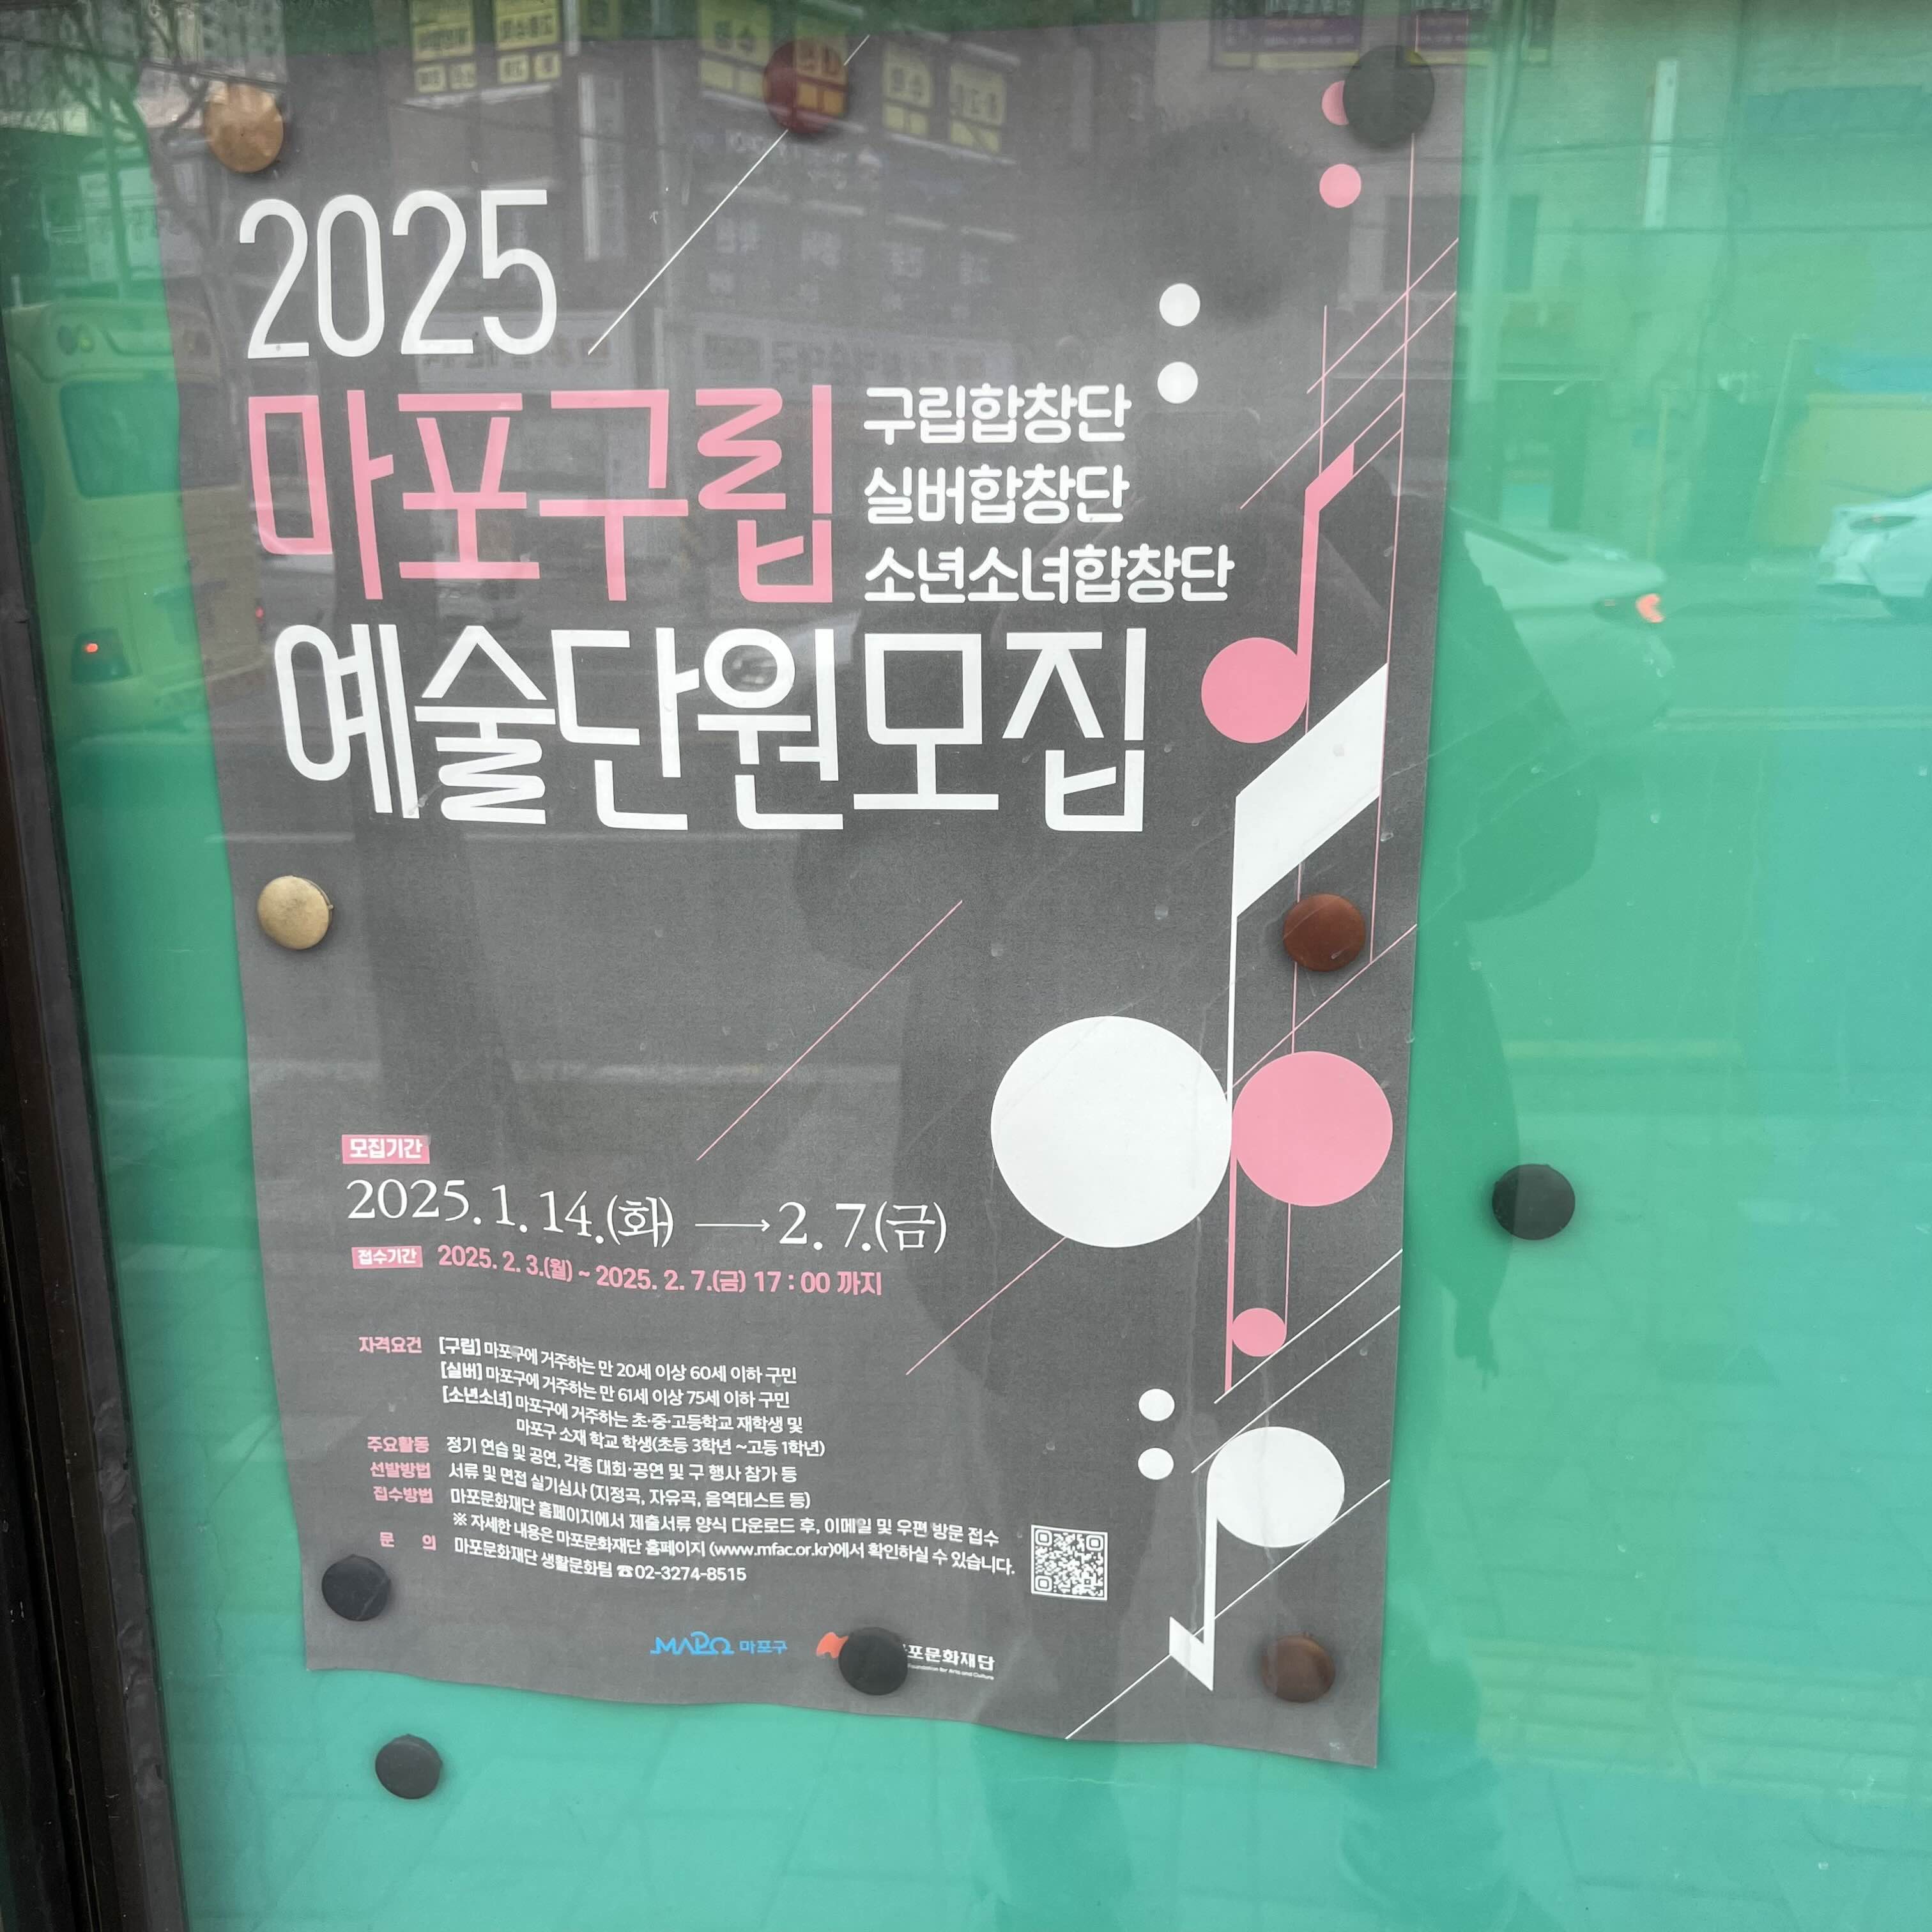 2025
마포구립
구립합창단
실버합창단
소년소녀합창단
예술단원모집
모집기간
2025. 1. 14.(화) → 2. 7.(금)
접수기간 2025. 2. 3.(월) ~ 2025. 2. 7.(금) 17 : 00 까지
자격요건 [구립] 마포구에 거주하는 만 20세 이상 60세 이하 구민
[실버] 마포구에 거주하는 만 61세 이상 75세 이하 구민
[소년소녀] 마포구에 거주하는 초·중·고등학교 재학생 및
마포구 소재 학교 학생(초등 3학년 ~고등 1학년)
주요활동 정기 연습 및 공연, 각종 대회·공연 및 구 행사 참가 등
선발방법 서류 및 면접 실기심사 (지정곡, 자유곡, 음역테스트 등)
접수방법 마포문화재단 홈페이지에서 제출서류 양식 다운로드 후, 이메일 및 우편 방문 접수
※ 자세한 내용은 마포문화재단 홈페이지 (www.mfac.or.kr)에서 확인하실 수 있습니다.
문 의 마포문화재단 생활문화팀 ☎02-3274-8515
MAPO 마포구
포문화재단
Foundation for Arts and Culture